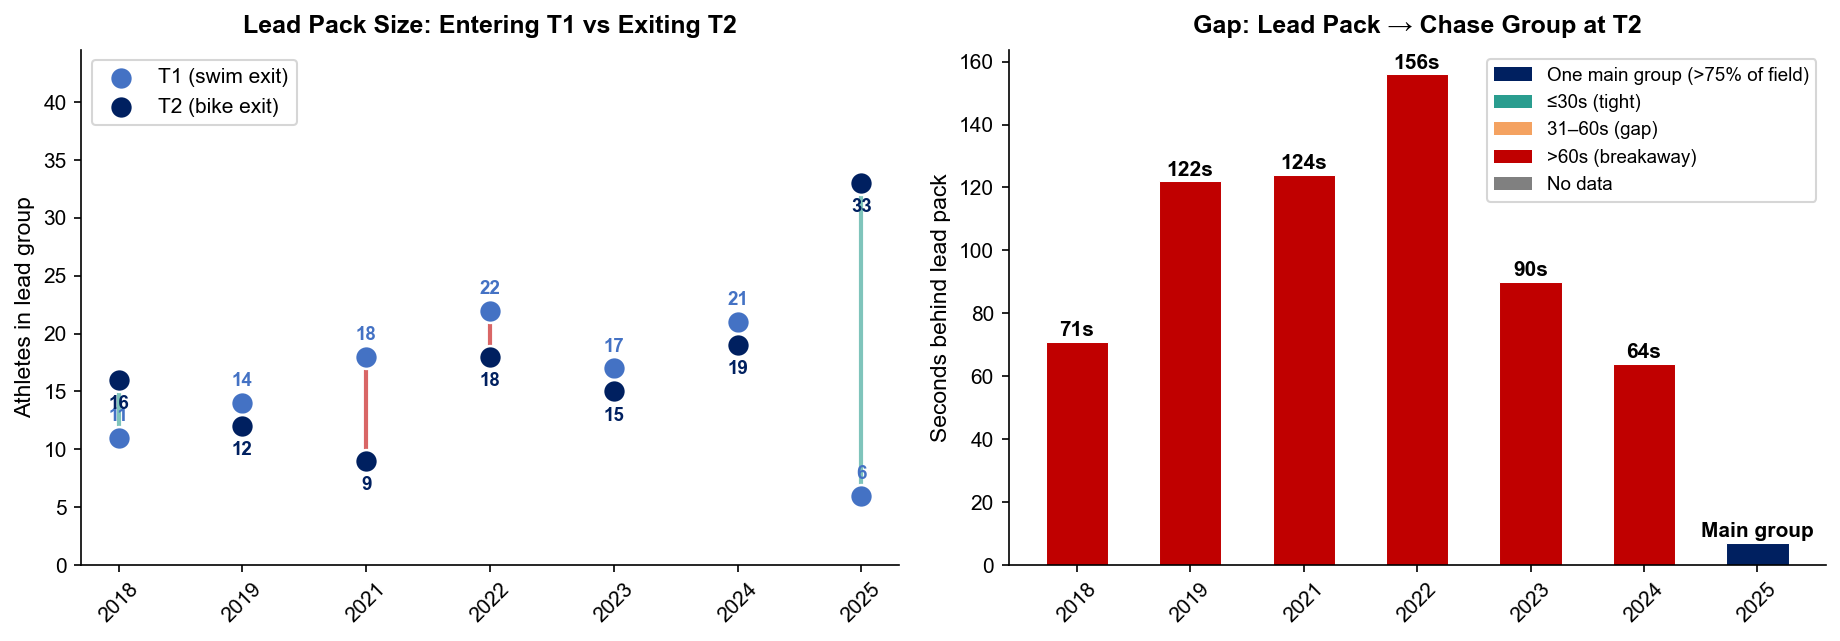 Lead Pack Size: Entering T1 vs Exiting T2
T1 (swim exit)
T2 (bike exit)
Athletes in lead group
40
35
30
25
20
15
10
5
0
16
11
14
12
18
9
22
18
17
15
21
19
33
6
2018
2019
2021
2022
2023
2024
2025
Gap: Lead Pack → Chase Group at T2
One main group (>75% of field)
≤30s (tight)
31–60s (gap)
>60s (breakaway)
No data
Seconds behind lead pack
160
140
120
100
80
60
40
20
0
71s
122s
124s
156s
90s
64s
Main group
2018
2019
2021
2022
2023
2024
2025